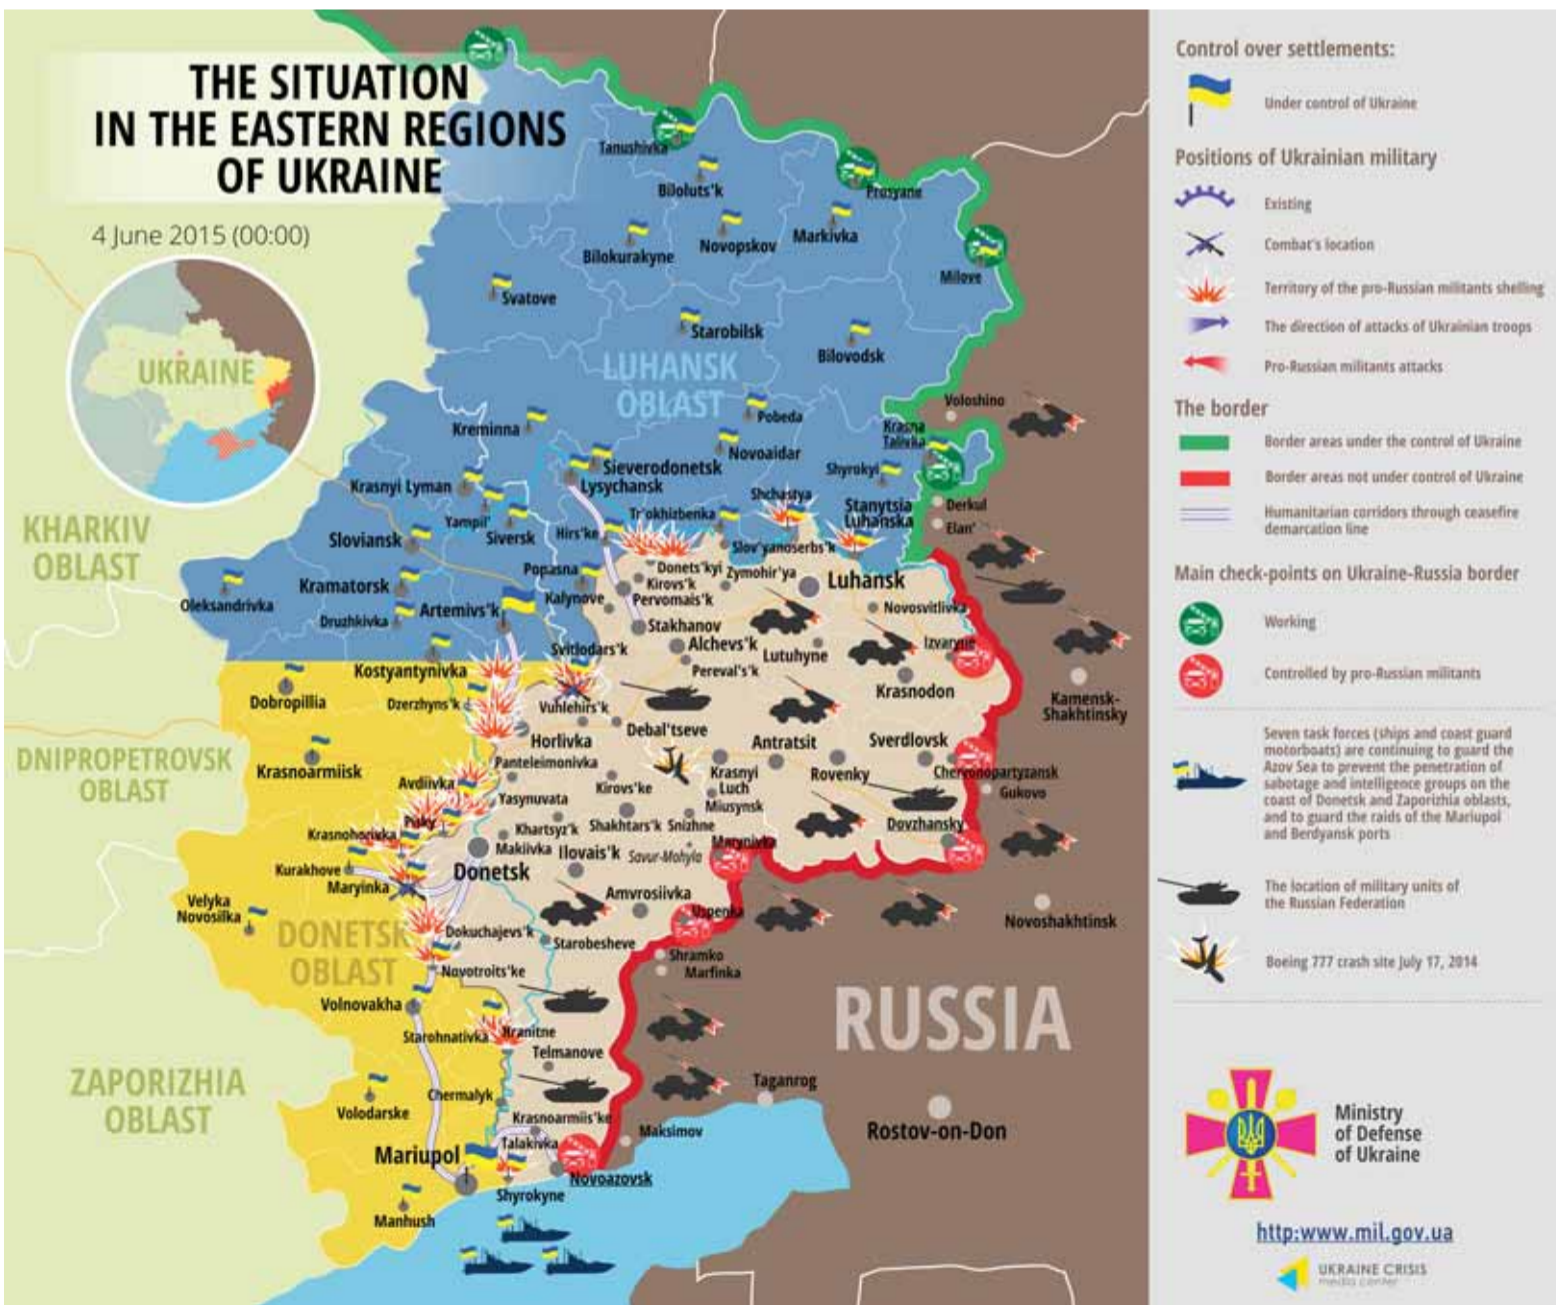 THE SITUATION
IN THE EASTERN REGIONS
OF UKRAINE
4 June 2015 (00:00)
UKRAINE
KHARKIV
OBLAST
DNIPROPETROVSK
OBLAST
ZAPORIZHIA
OBLAST
LUHANSK
OBLAST
DONETSK
OBLAST
RUSSIA
Tanushivka
Biloluts'k
Prosyane
Bilokurakyne
Novopskov
Markivka
Milove
Svatove
Starobilsk
Bilovodsk
Voloshino
Kreminna
Pobeda
Krasna
Talivka
Sieverodonetsk
Novoaidar
Lysychansk
Shyrokyi
Krasnyi Lyman
Shchastya
Stanytsia
Luhanska
Derkul
Yampil'
Siversk
Hirs'ke
Tr'okhizbenka
Elan'
Sloviansk
Slov'yanoserbs'k
Popasna
Donets'kyi
Zymohir'ya
Luhansk
Kramatorsk
Kirovs'k
Oleksandrivka
Kalynove
Pervomais'k
Novosvitlivka
Druzhkivka
Artemivs'k
Stakhanov
Alchevs'k
Izvaryne
Svitlodars'k
Lutuhyne
Kostyantynivka
Pereval's'k
Krasnodon
Kamensk-
Shakhtinsky
Dobropillia
Dzerzhyns'k
Vuhlehirs'k
Debal'tseve
Horlivka
Antratsit
Sverdlovsk
Krasnoarmiisk
Panteleimonivka
Krasnyi
Luch
Rovenky
Chervonopartyzansk
Avdiivka
Kirovs'ke
Gukovo
Yasynuvata
Miusynsk
Pisky
Khartsyz'k
Shakhtars'k
Snizhne
Dovzhansky
Krasnohorivka
Makiivka
Ilovais'k
Savur-Mohyla
Marynivka
Kurakhove
Donetsk
Maryinka
Velyka
Novosilka
Amvrosiivka
Uspenka
Novoshakhtinsk
Dokuchajevs'k
Starobesheve
Shramko
Marfinka
Novotroits'ke
Volnovakha
Starohnativka
Hranitne
Telmanove
Taganrog
Volodarske
Chermalyk
Krasnoarmiis'ke
Maksimov
Rostov-on-Don
Talakivka
Mariupol
Novoazovsk
Shyrokyne
Manhush
Control over settlements:
Under control of Ukraine
Positions of Ukrainian military
Existing
Combat's location
Territory of the pro-Russian militants shelling
The direction of attacks of Ukrainian troops
Pro-Russian militants attacks
The border
Border areas under the control of Ukraine
Border areas not under control of Ukraine
Humanitarian corridors through ceasefire
demarcation line
Main check-points on Ukraine-Russia border
Working
Controlled by pro-Russian militants
Seven task forces (ships and coast guard
motorboats) are continuing to guard the
Azov Sea to prevent the penetration of
sabotage and intelligence groups on the
coast of Donetsk and Zaporizhia oblasts,
and to guard the raids of the Mariupol
and Berdyansk ports
The location of military units of
the Russian Federation
Boeing 777 crash site July 17, 2014
Ministry
of Defense
of Ukraine
http:www.mil.gov.ua
UKRAINE CRISIS
media center